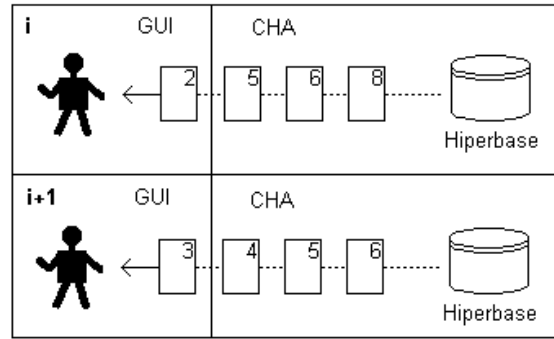 i GUI CHA
2 5 6 8
Hiperbase
i+1 GUI CHA
3 4 5 6
Hiperbase